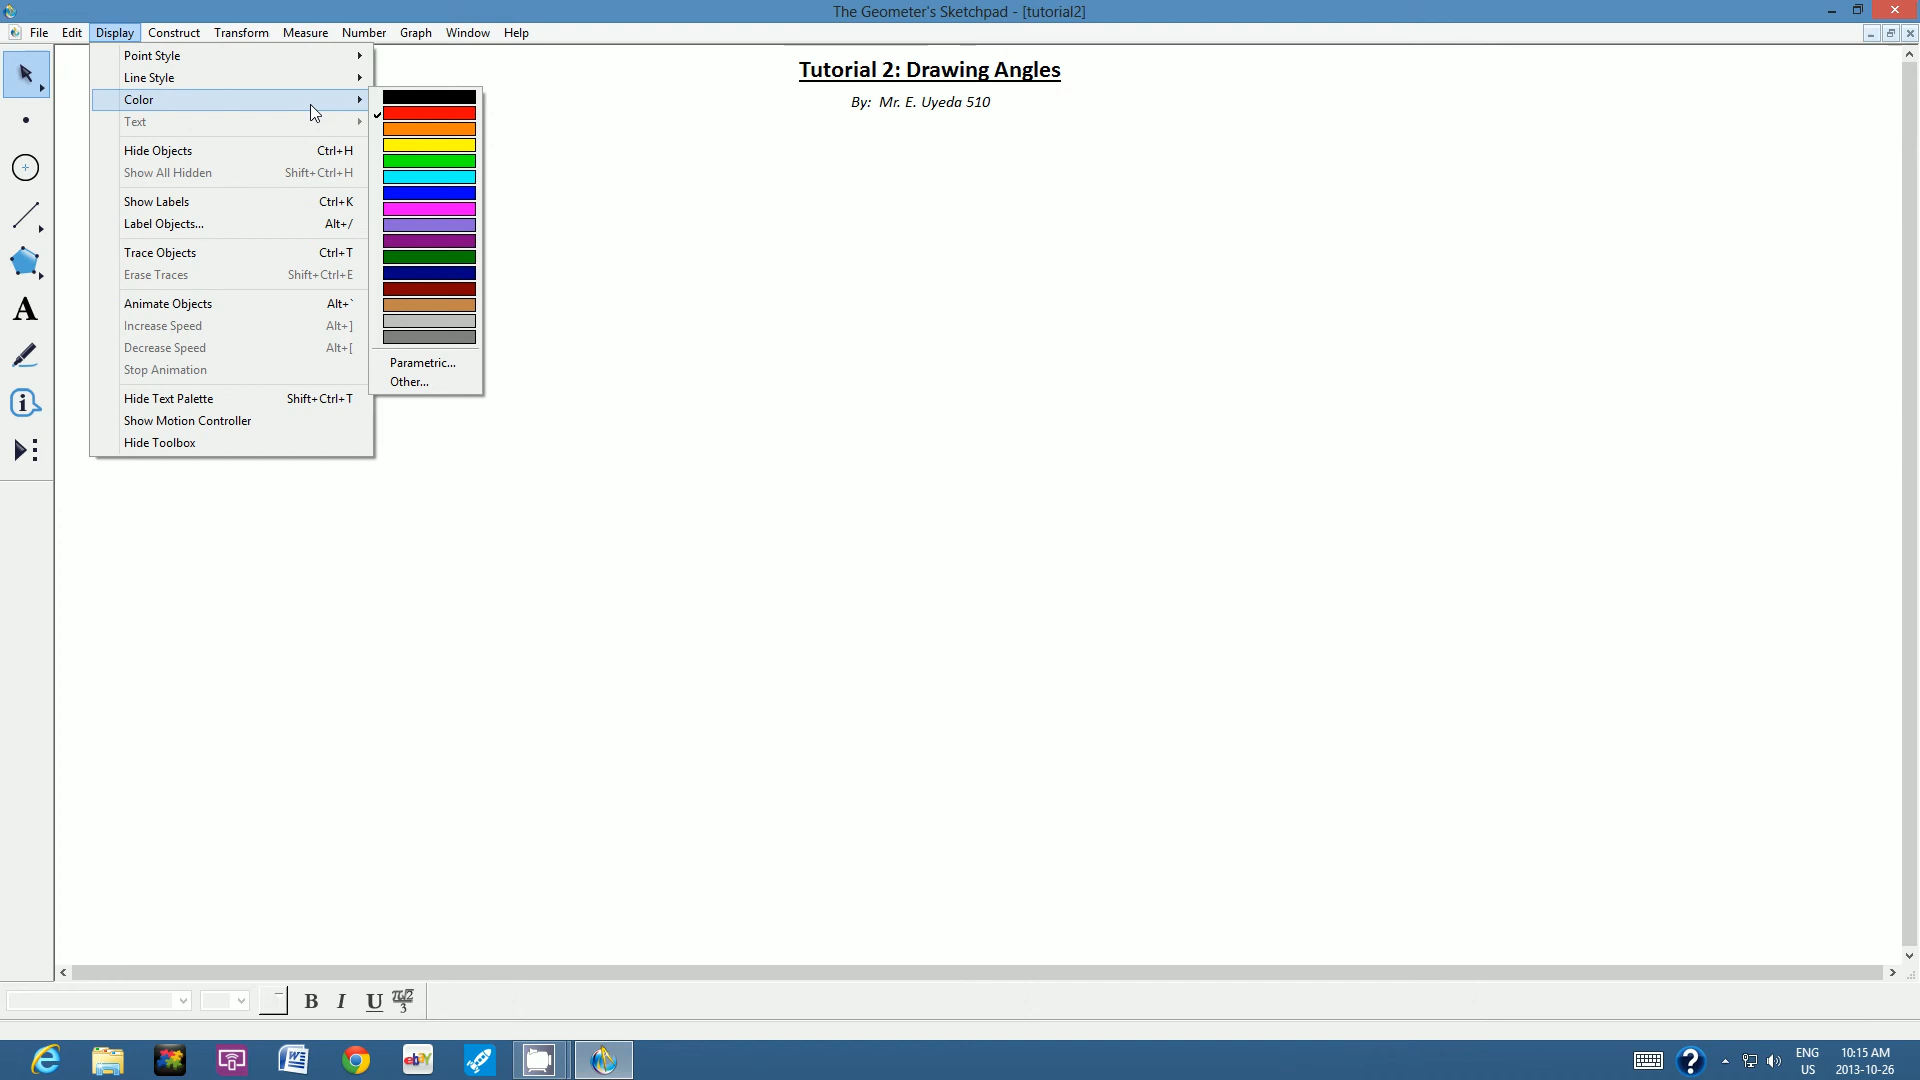 The Geometer's Sketchpad - [tutorial2]
File Edit Display Construct Transform Measure Number Graph Window Help
Tutorial 2: Drawing Angles
By: Mr. E. Uyeda 510
Point Style
Line Style
Color
Text
Hide Objects Ctrl+H
Show All Hidden Shift+Ctrl+H
Show Labels Ctrl+K
Label Objects... Alt+/
Trace Objects Ctrl+T
Erase Traces Shift+Ctrl+E
Animate Objects Alt+`
Increase Speed Alt+]
Decrease Speed Alt+[
Stop Animation
Hide Text Palette Shift+Ctrl+T
Show Motion Controller
Hide Toolbox
Parametric...
Other...
A
B I U
ebay
ENG
US
10:15 AM
2013-10-26